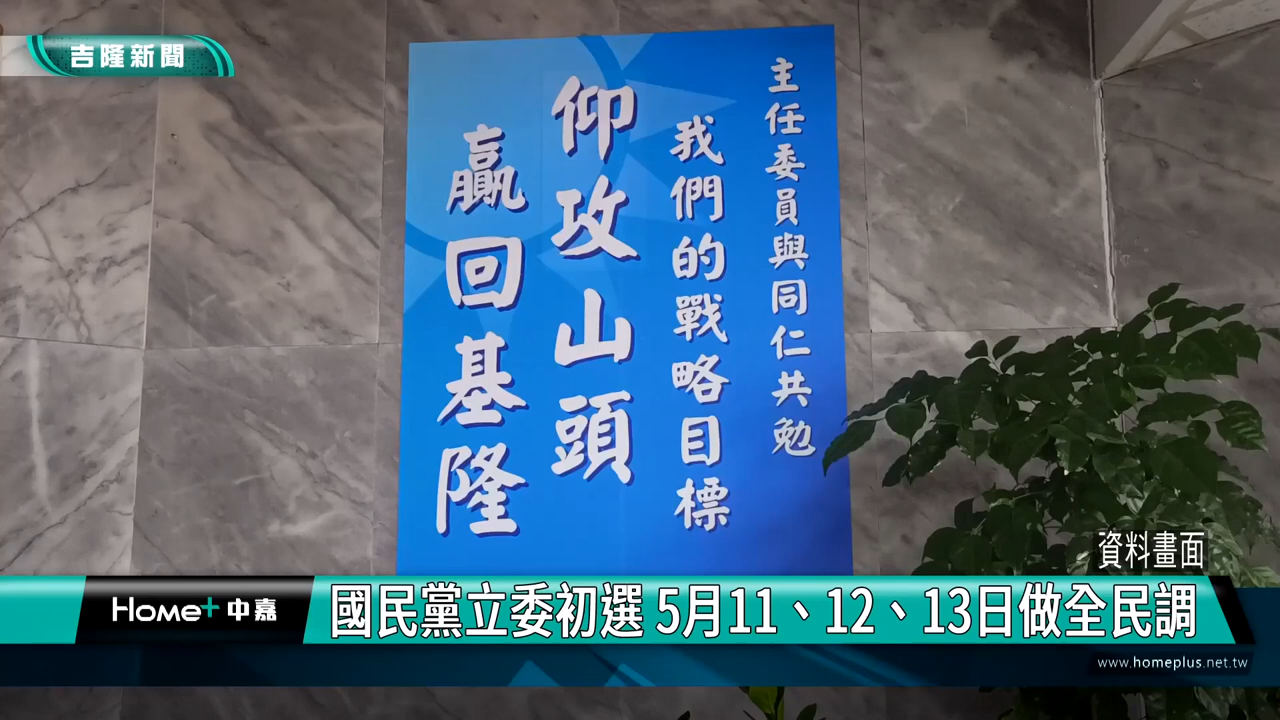 吉隆新聞
主任委員與同仁共勉
我們的戰略目標
仰攻山頭
贏回基隆
資料畫面
Home+中嘉
國民黨立委初選 5月11、12、13日做全民調
www.homeplus.net.tw